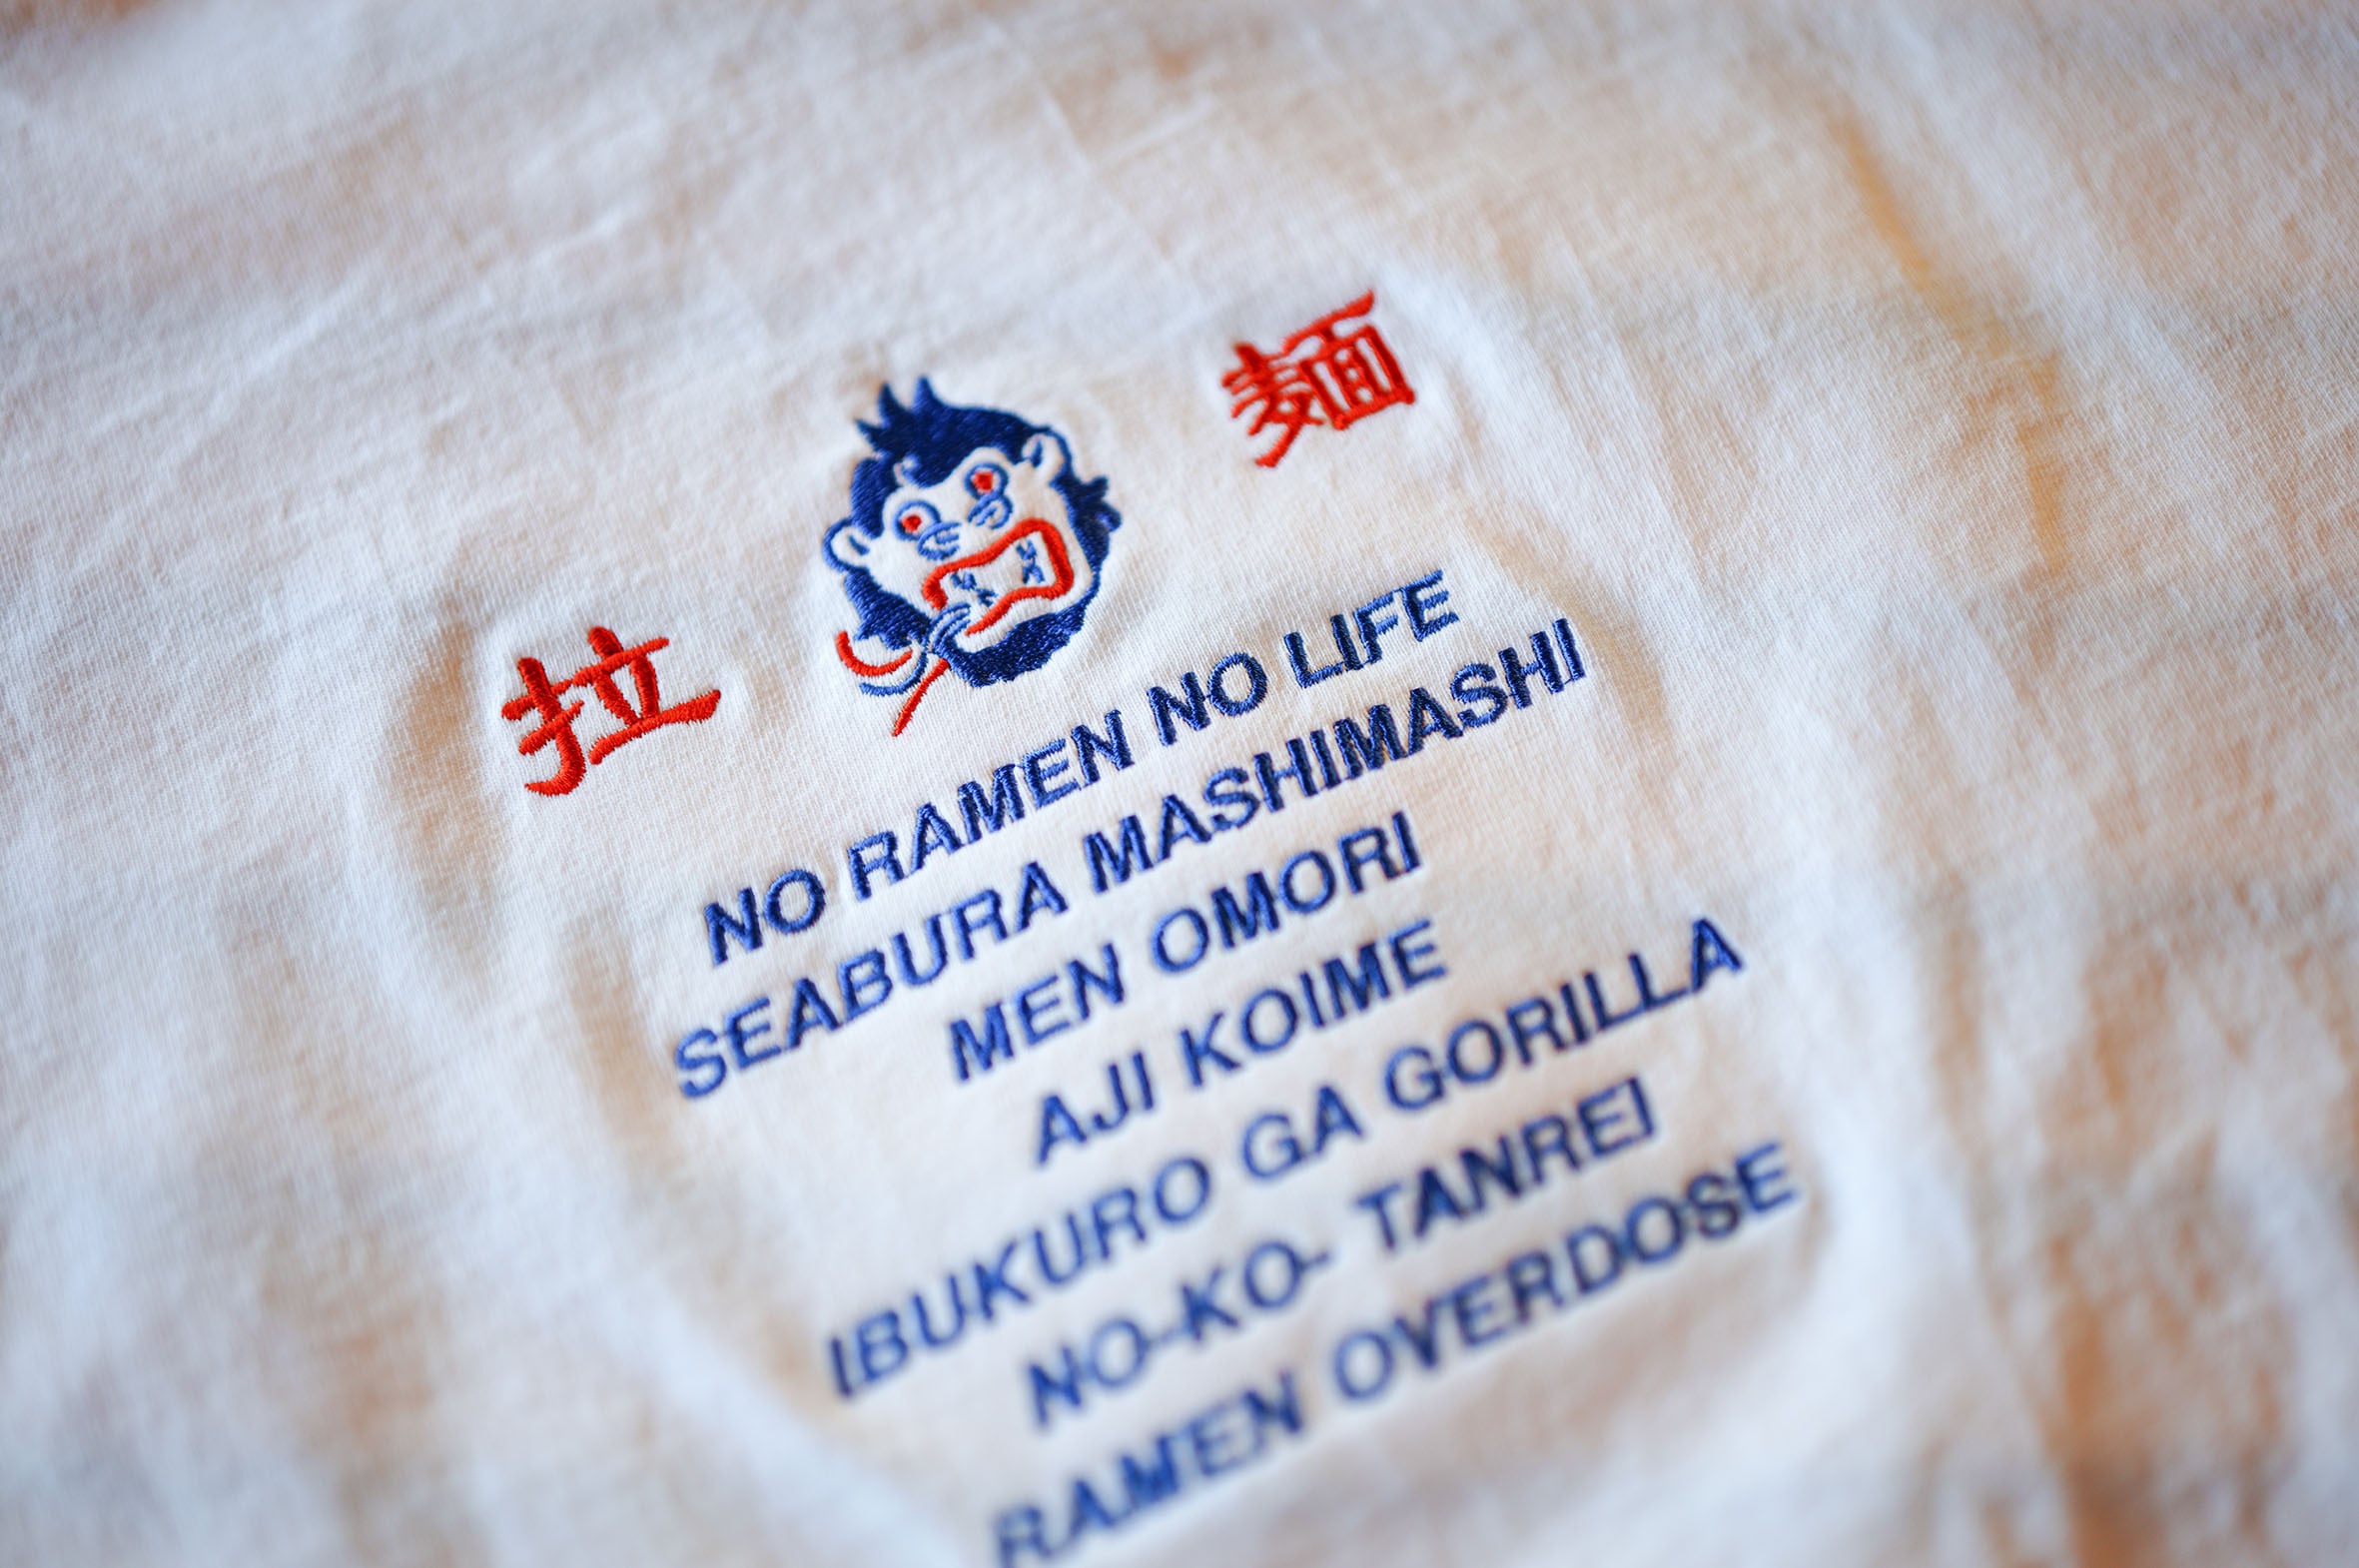 拉 麺
NO RAMEN NO LIFE
SEABURA MASHIMASHI
MEN OMORI
AJI KOIME
IBUKURO GA GORILLA
NO-KO- TANREI
RAMEN OVERDOSE